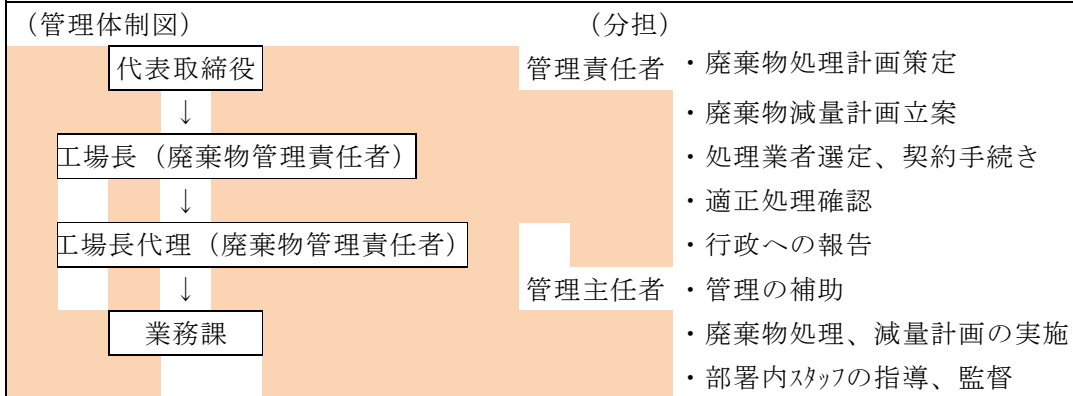 （管理体制図）　（分担）
代表取締役　管理責任者　・廃棄物処理計画策定
↓　・廃棄物減量計画立案
工場長（廃棄物管理責任者）　・処理業者選定、契約手続き
↓　・適正処理確認
工場長代理（廃棄物管理責任者）　・行政への報告
↓　管理主任者　・管理の補助
業務課　・廃棄物処理、減量計画の実施
・部署内ｽﾀｯﾌの指導、監督